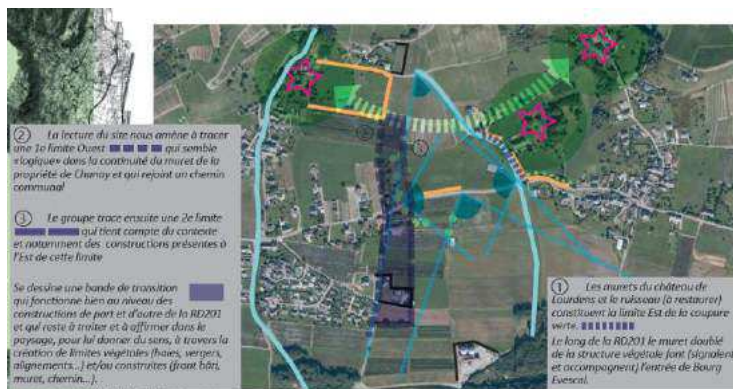 ② La lecture du site nous amène à tracer
une 1e limite Ouest qui semble
«logique» dans la continuité du muret de la
propriété de Chanay et qui rejoint un chemin
communal
③ Le groupe trace ensuite une 2e limite
qui tient compte du contexte
et notamment des constructions présentes à
l'Est de cette limite
Se dessine une bande de transition
qui fonctionne bien au niveau des
constructions de part et d'autre de la RD201
et qui reste à traiter et à affirmer dans le
paysage, pour lui donner du sens, à travers la
création de limites végétales (haies, vergers,
alignements...) et/ou construites (front bâti,
muret, chemin...).
① Les murets du château de
Lourdens et le ruisseau (à restaurer)
constituent la limite Est de la coupure
verte.
Le long de la RD201 le muret doublé
de la structure végétale font (signalent
et accompagnent) l'entrée de Bourg
Evescal.